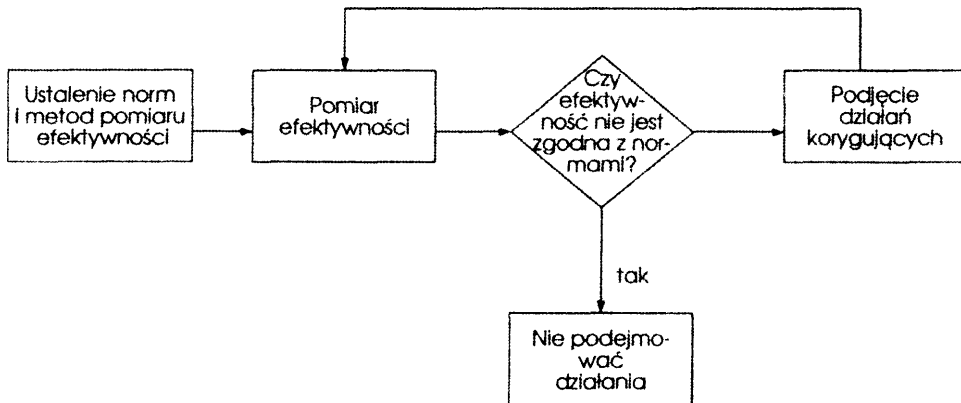 Ustalenie norm
i metod pomiaru
efektywności
Pomiar
efektywności
Czy
efektyw-
ność nie jest
zgodna z nor-
mami?
Podjęcie
działań
korygujących
tak
Nie podejmo-
wać
działania